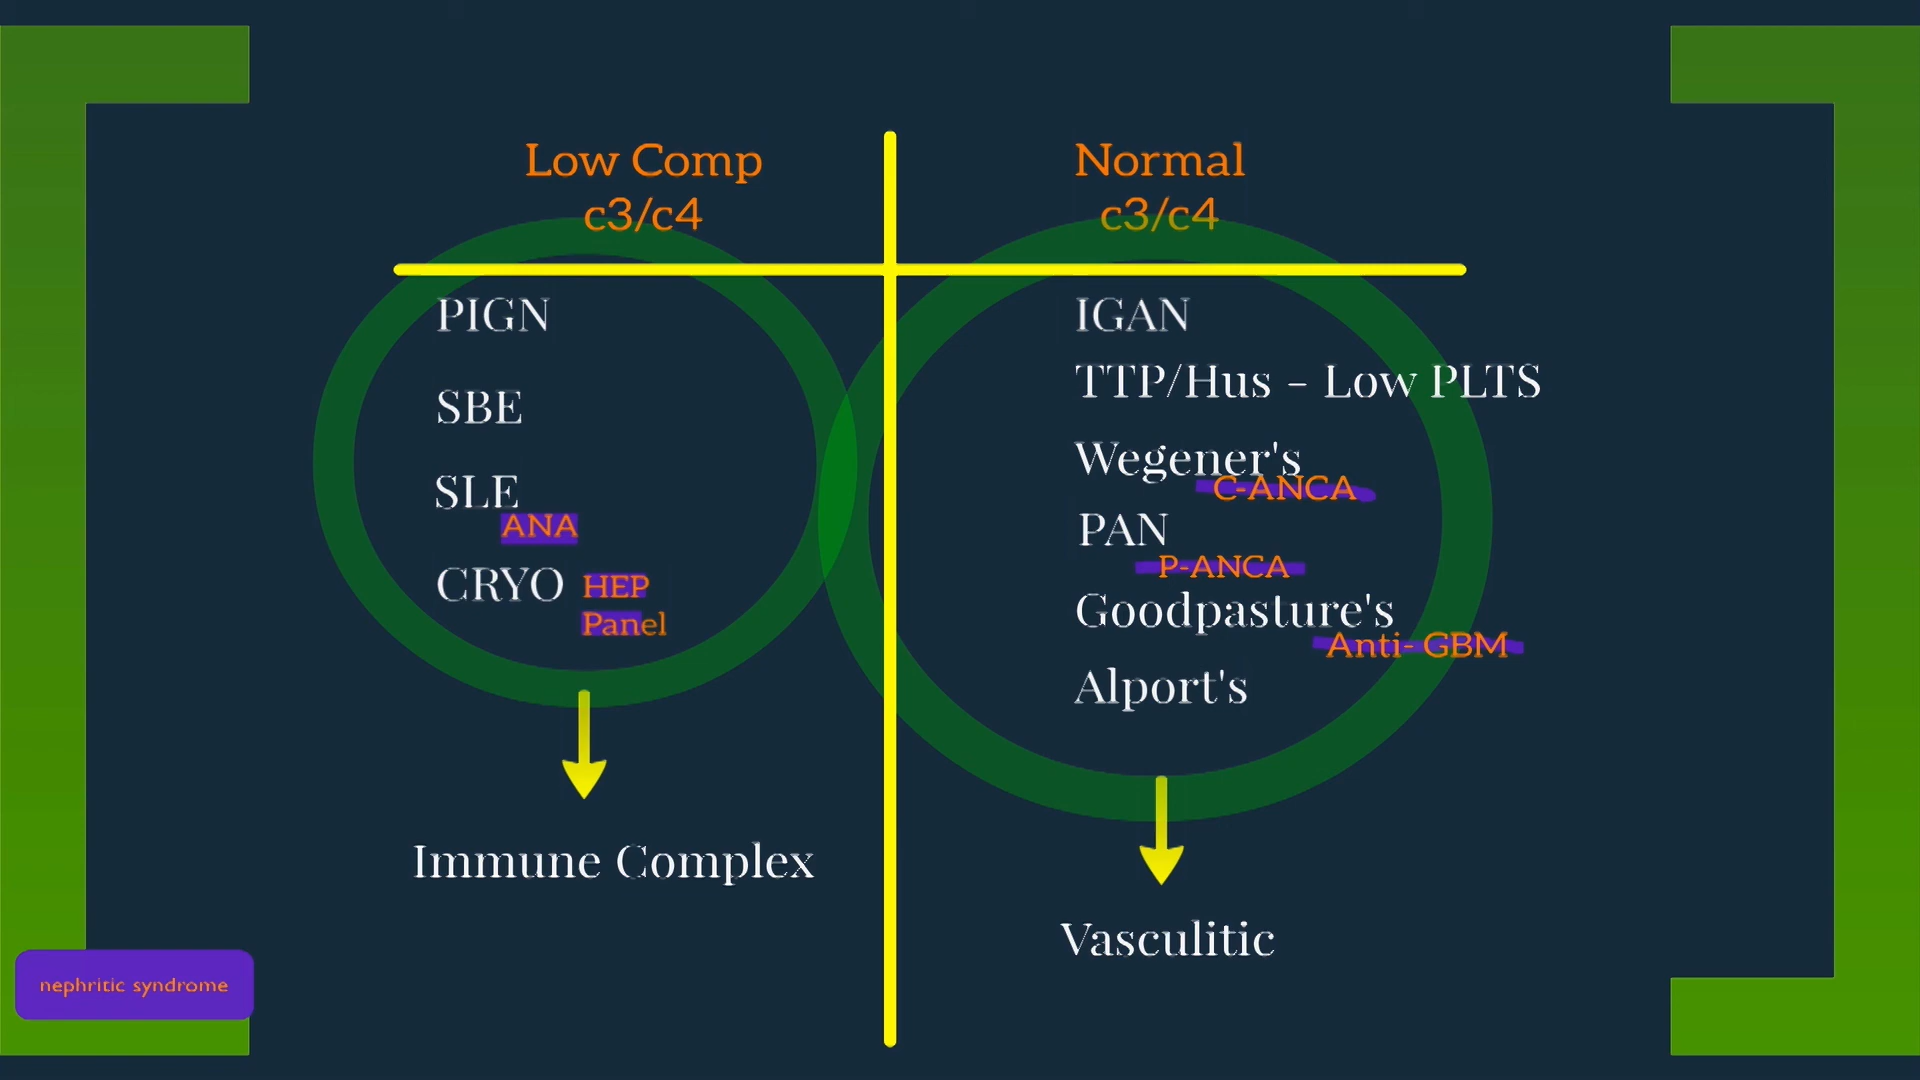 Low Comp
c3/c4
PIGN
SBE
SLE
ANA
CRYO HEP
Panel
Immune Complex
Normal
c3/c4
IGAN
TTP/Hus - Low PLTS
Wegener's
C-ANCA
PAN
P-ANCA
Goodpasture's
Anti- GBM
Alport's
Vasculitic
nephritic syndrome